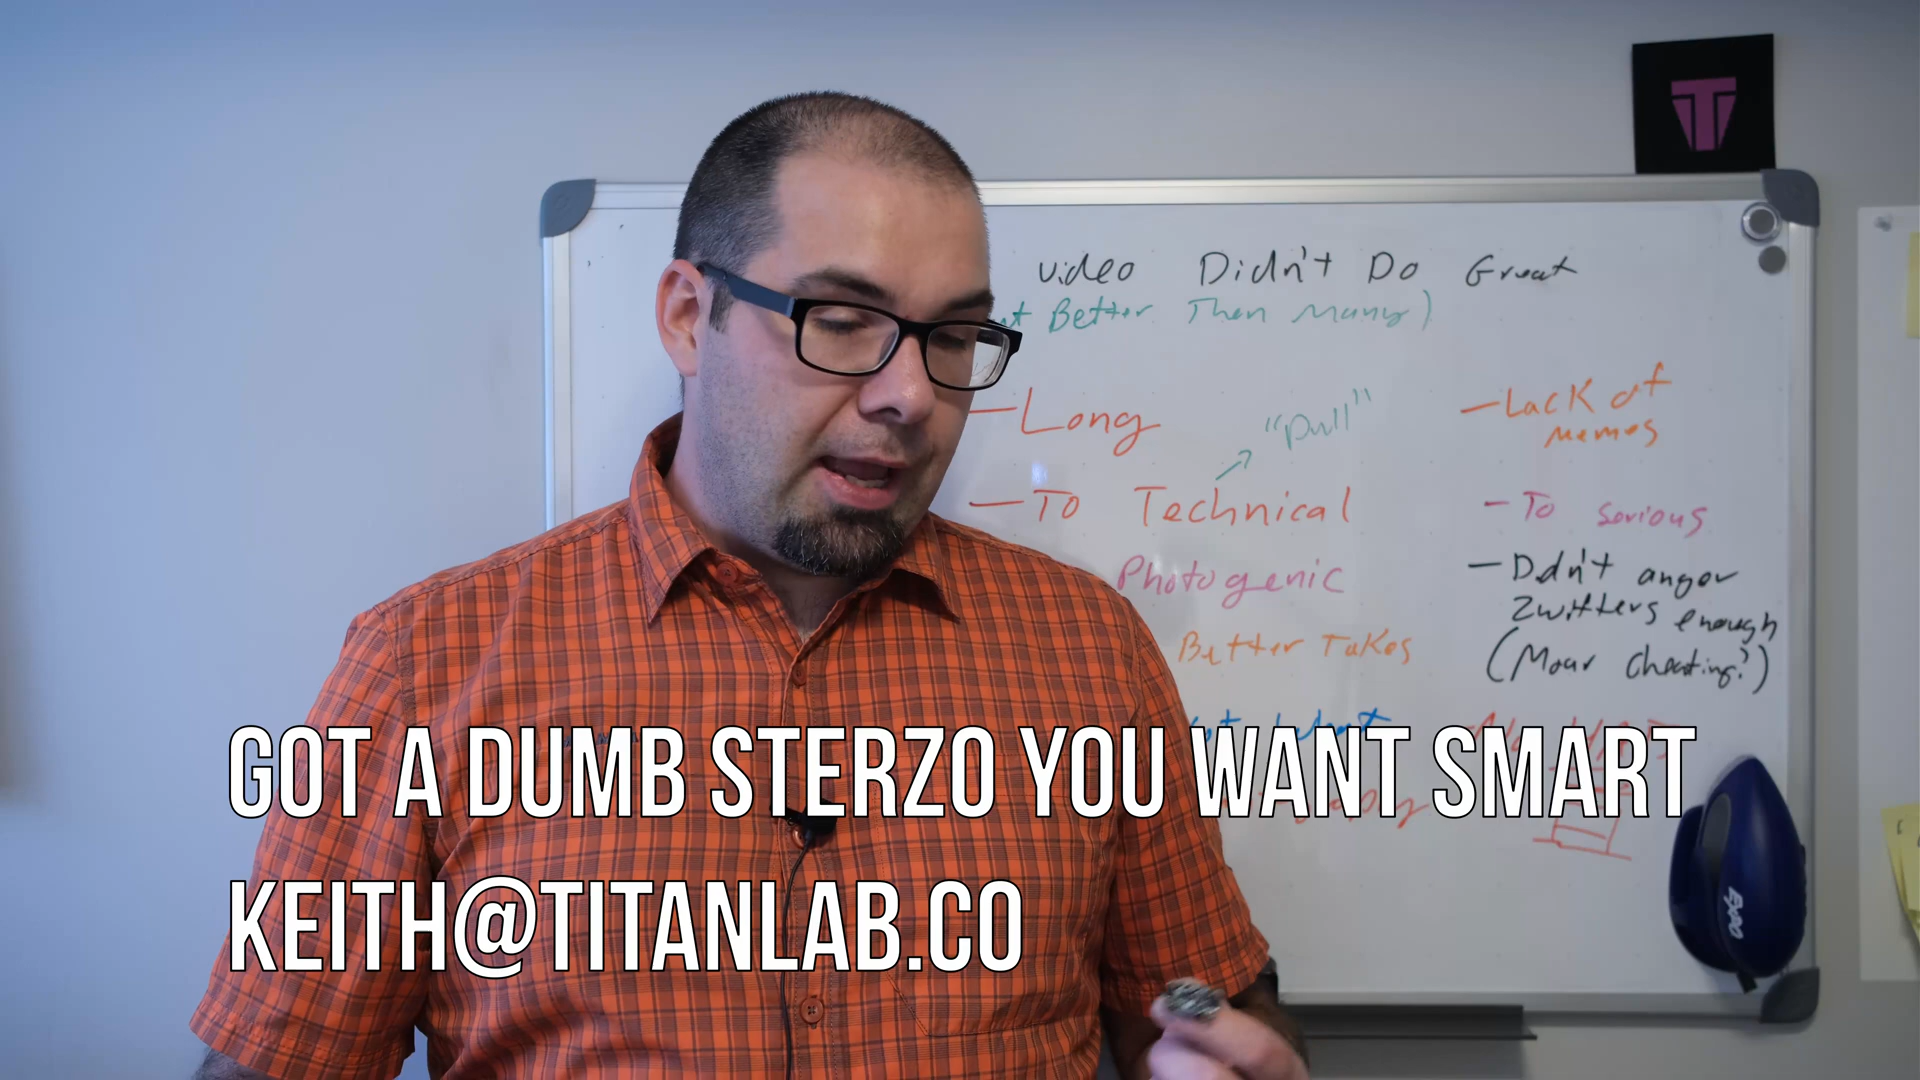 video Didn't Do Great
Better Then Many)
- Long
"Pull"
- To Technical
Photogenic
Better Takes
- Lack of
memes
- To Serious
- Didn't anger
Zwifters enough
(Moar Cheating?)
GOT A DUMB STERZO YOU WANT SMART
KEITH@TITANLAB.CO
EXPO
T